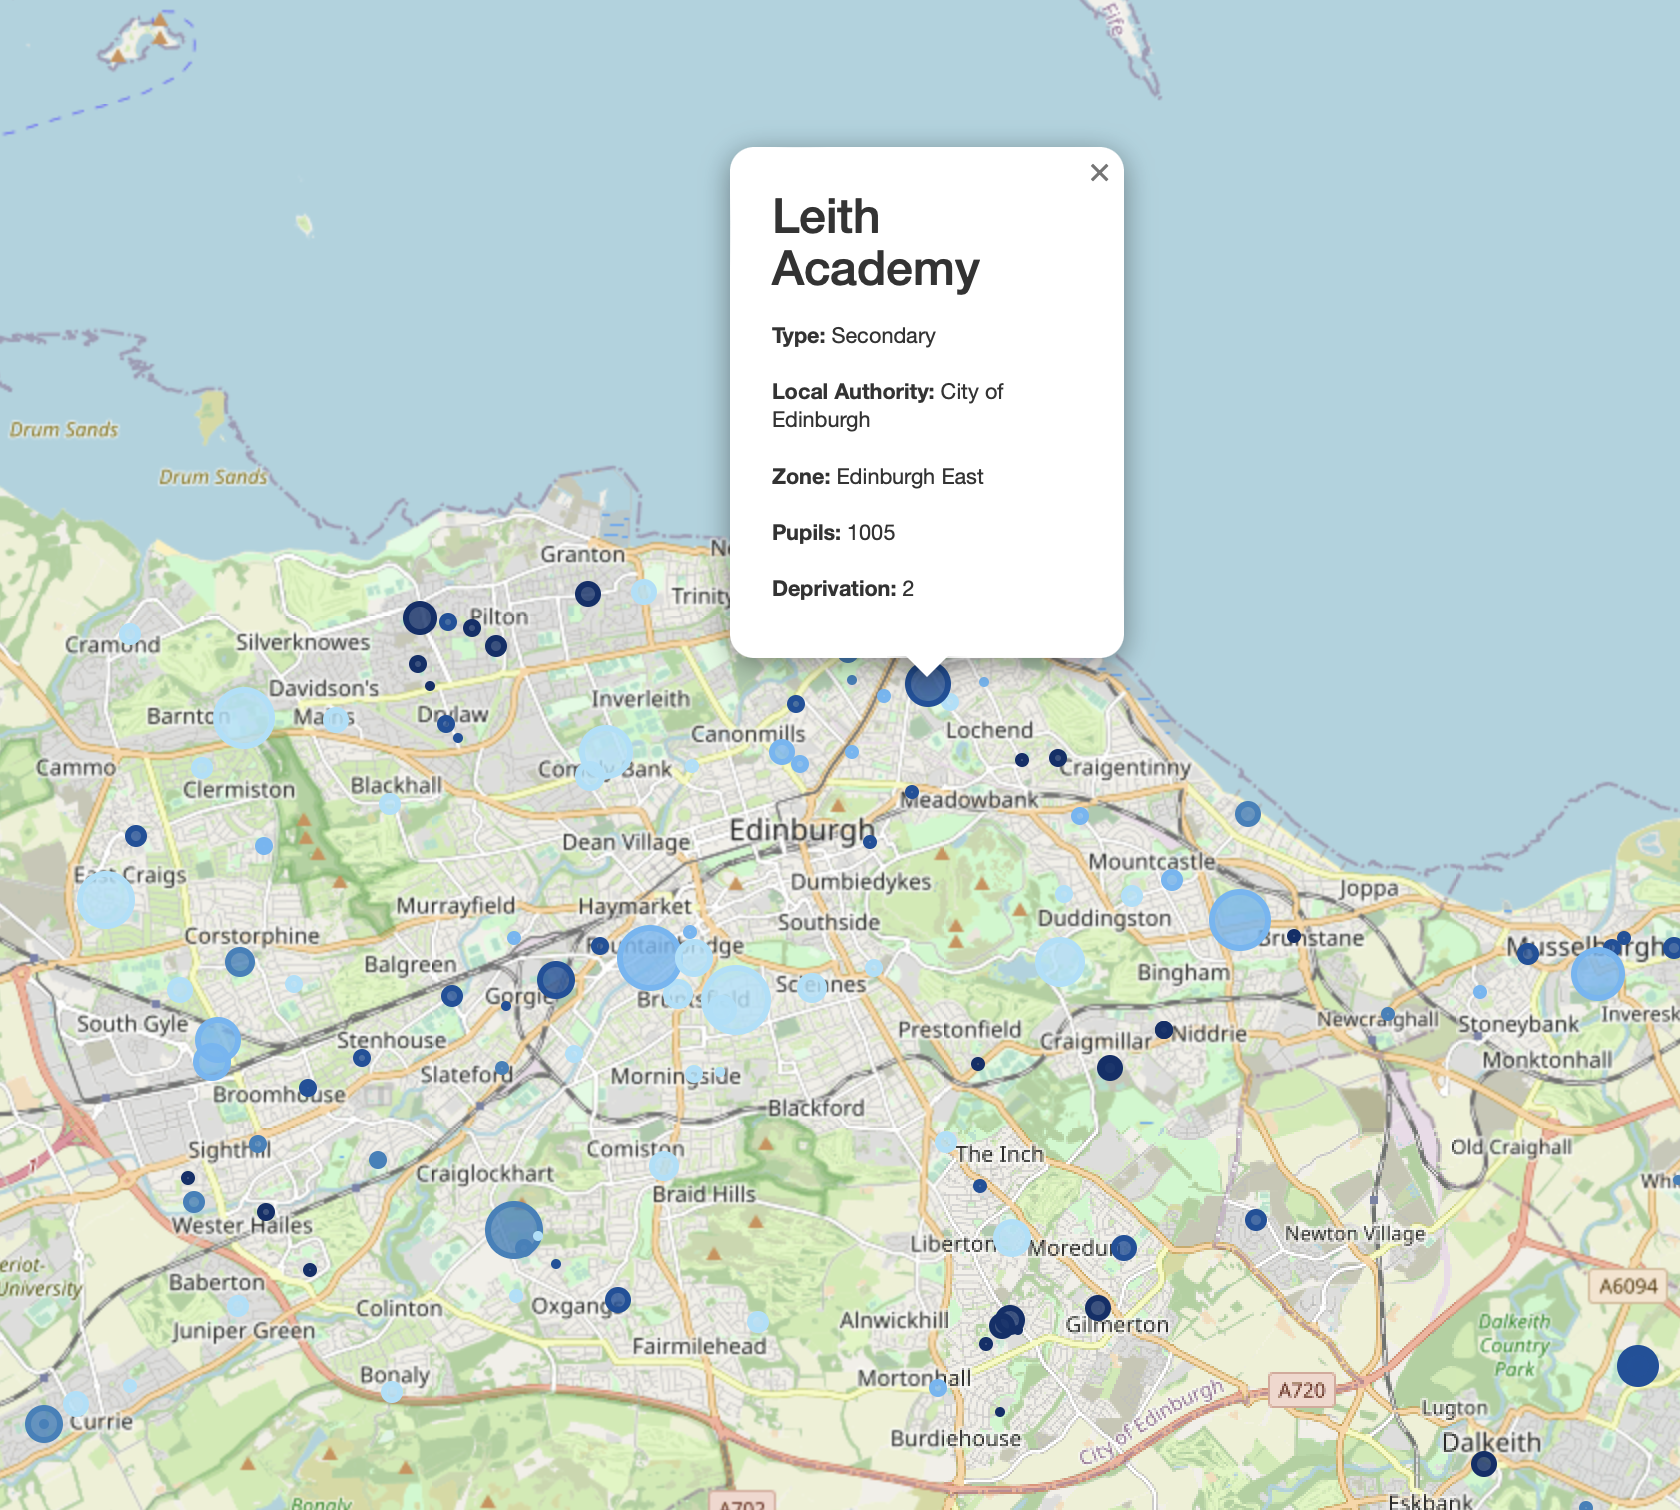 Fife
Leith
Academy
Type: Secondary
Local Authority: City of
Edinburgh
Zone: Edinburgh East
Pupils: 1005
Deprivation: 2
Drum Sands
Drum Sands
Granton
Trinity
Pilton
Cramond
Silverknowes
Davidson's
Mains
Barnton
Drylaw
Inverleith
Canonmills
Lochend
Cammo
Clermiston
Blackhall
Comely Bank
Craigentinny
Meadowbank
Edinburgh
Dean Village
Mountcastle
East Craigs
Dumbiedykes
Joppa
Murrayfield
Haymarket
Southside
Duddingston
Corstorphine
Fountainbridge
Brunstane
Musselburgh
Balgreen
Bingham
Gorgie
Bruntsfield
Sciennes
South Gyle
Stenhouse
Prestonfield
Craigmillar
Niddrie
Newcraighall
Stoneybank
Inveresk
Monktonhall
Slateford
Morningside
Broomhouse
Blackford
Sighthill
Comiston
The Inch
Old Craighall
7
Craiglockhart
Braid Hills
Wester Hailes
Liberton
Moredun
Newton Village
University
Baberton
A6094
Colinton
Oxgangs
Alnwickhill
Gilmerton
Juniper Green
Fairmilehead
Dalkeith
Country
Park
Bonaly
Mortonhall
A720
City of Edinburgh
Currie
Lugton
Burdiehouse
Dalkeith
Eskbank
Bonaly
A702